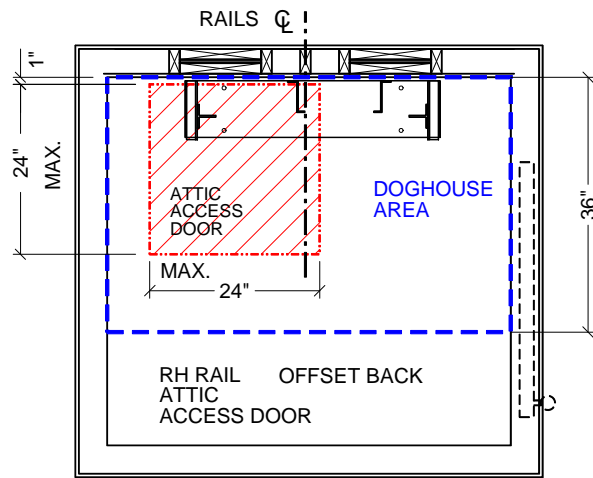 RAILS ℄
1"
24"
MAX.
ATTIC
ACCESS
DOOR
DOGHOUSE
AREA
36"
MAX.
24"
RH RAIL OFFSET BACK
ATTIC
ACCESS DOOR